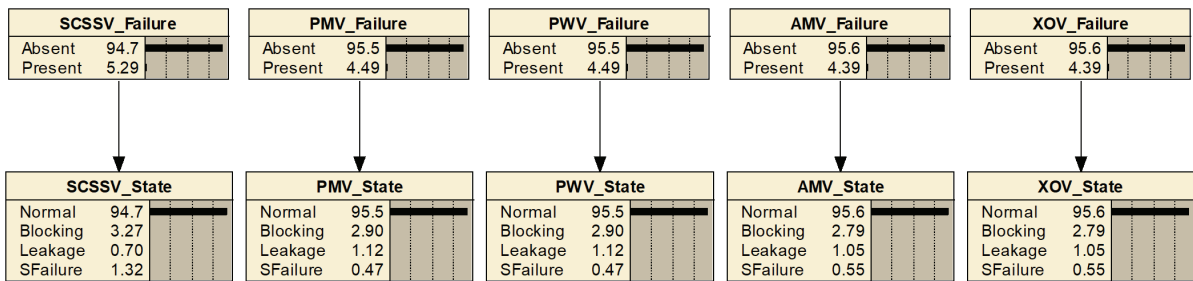 SCSSV_Failure
Absent 94.7
Present 5.29
PMV_Failure
Absent 95.5
Present 4.49
PWV_Failure
Absent 95.5
Present 4.49
AMV_Failure
Absent 95.6
Present 4.39
XOV_Failure
Absent 95.6
Present 4.39
SCSSV_State
Normal 94.7
Blocking 3.27
Leakage 0.70
SFailure 1.32
PMV_State
Normal 95.5
Blocking 2.90
Leakage 1.12
SFailure 0.47
PWV_State
Normal 95.5
Blocking 2.90
Leakage 1.12
SFailure 0.47
AMV_State
Normal 95.6
Blocking 2.79
Leakage 1.05
SFailure 0.55
XOV_State
Normal 95.6
Blocking 2.79
Leakage 1.05
SFailure 0.55